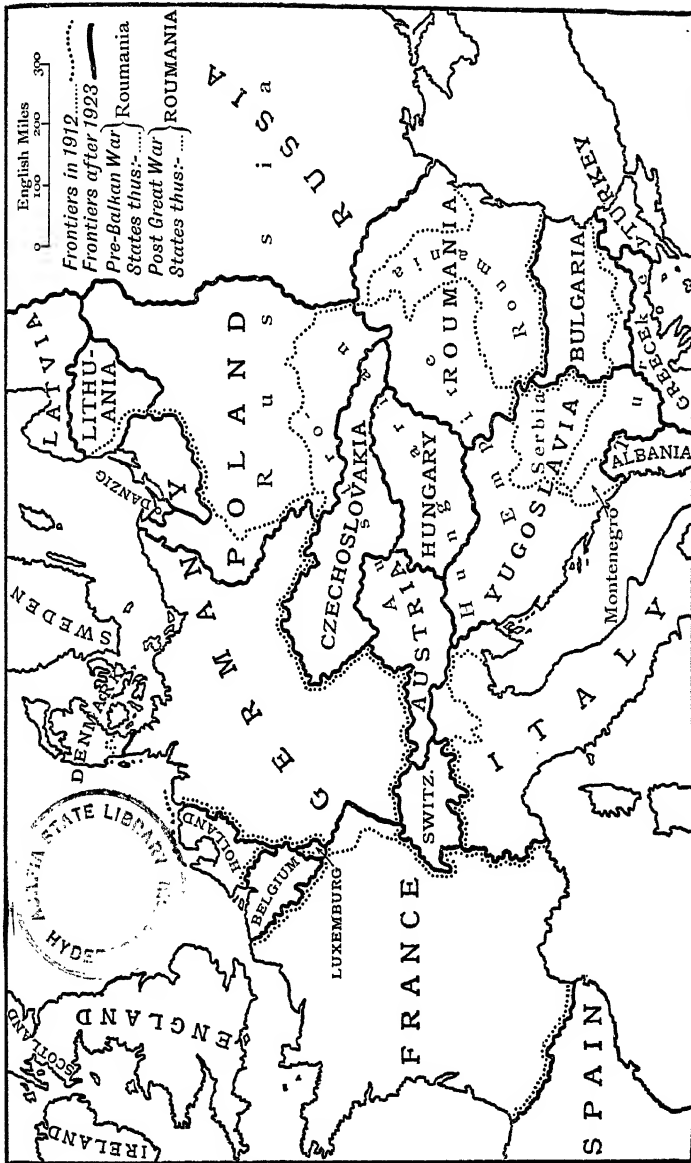 English Miles
0 100 200 300
Frontiers in 1912........
Frontiers after 1923
Pre-Balkan War
States thus:-....
} Roumania
Post Great War
States thus:-....
} ROUMANIA
IRELAND
SCOTLAND
ENGLAND
DENMARK
SWEDEN
LATVIA
LITHU-
ANIA
DANZIG
RUSSIA
Russia
HOLLAND
BELGIUM
LUXEMBURG
GERMANY
POLAND
CZECHOSLOVAKIA
FRANCE
SWITZ.
AUSTRIA
HUNGARY
Austro-
Hungarian
Empire
ROUMANIA
Roumania
ITALY
YUGOSLAVIA
Serbia
Montenegro
BULGARIA
ALBANIA
GREECE
TURKEY
SPAIN
STATE LIBRARY